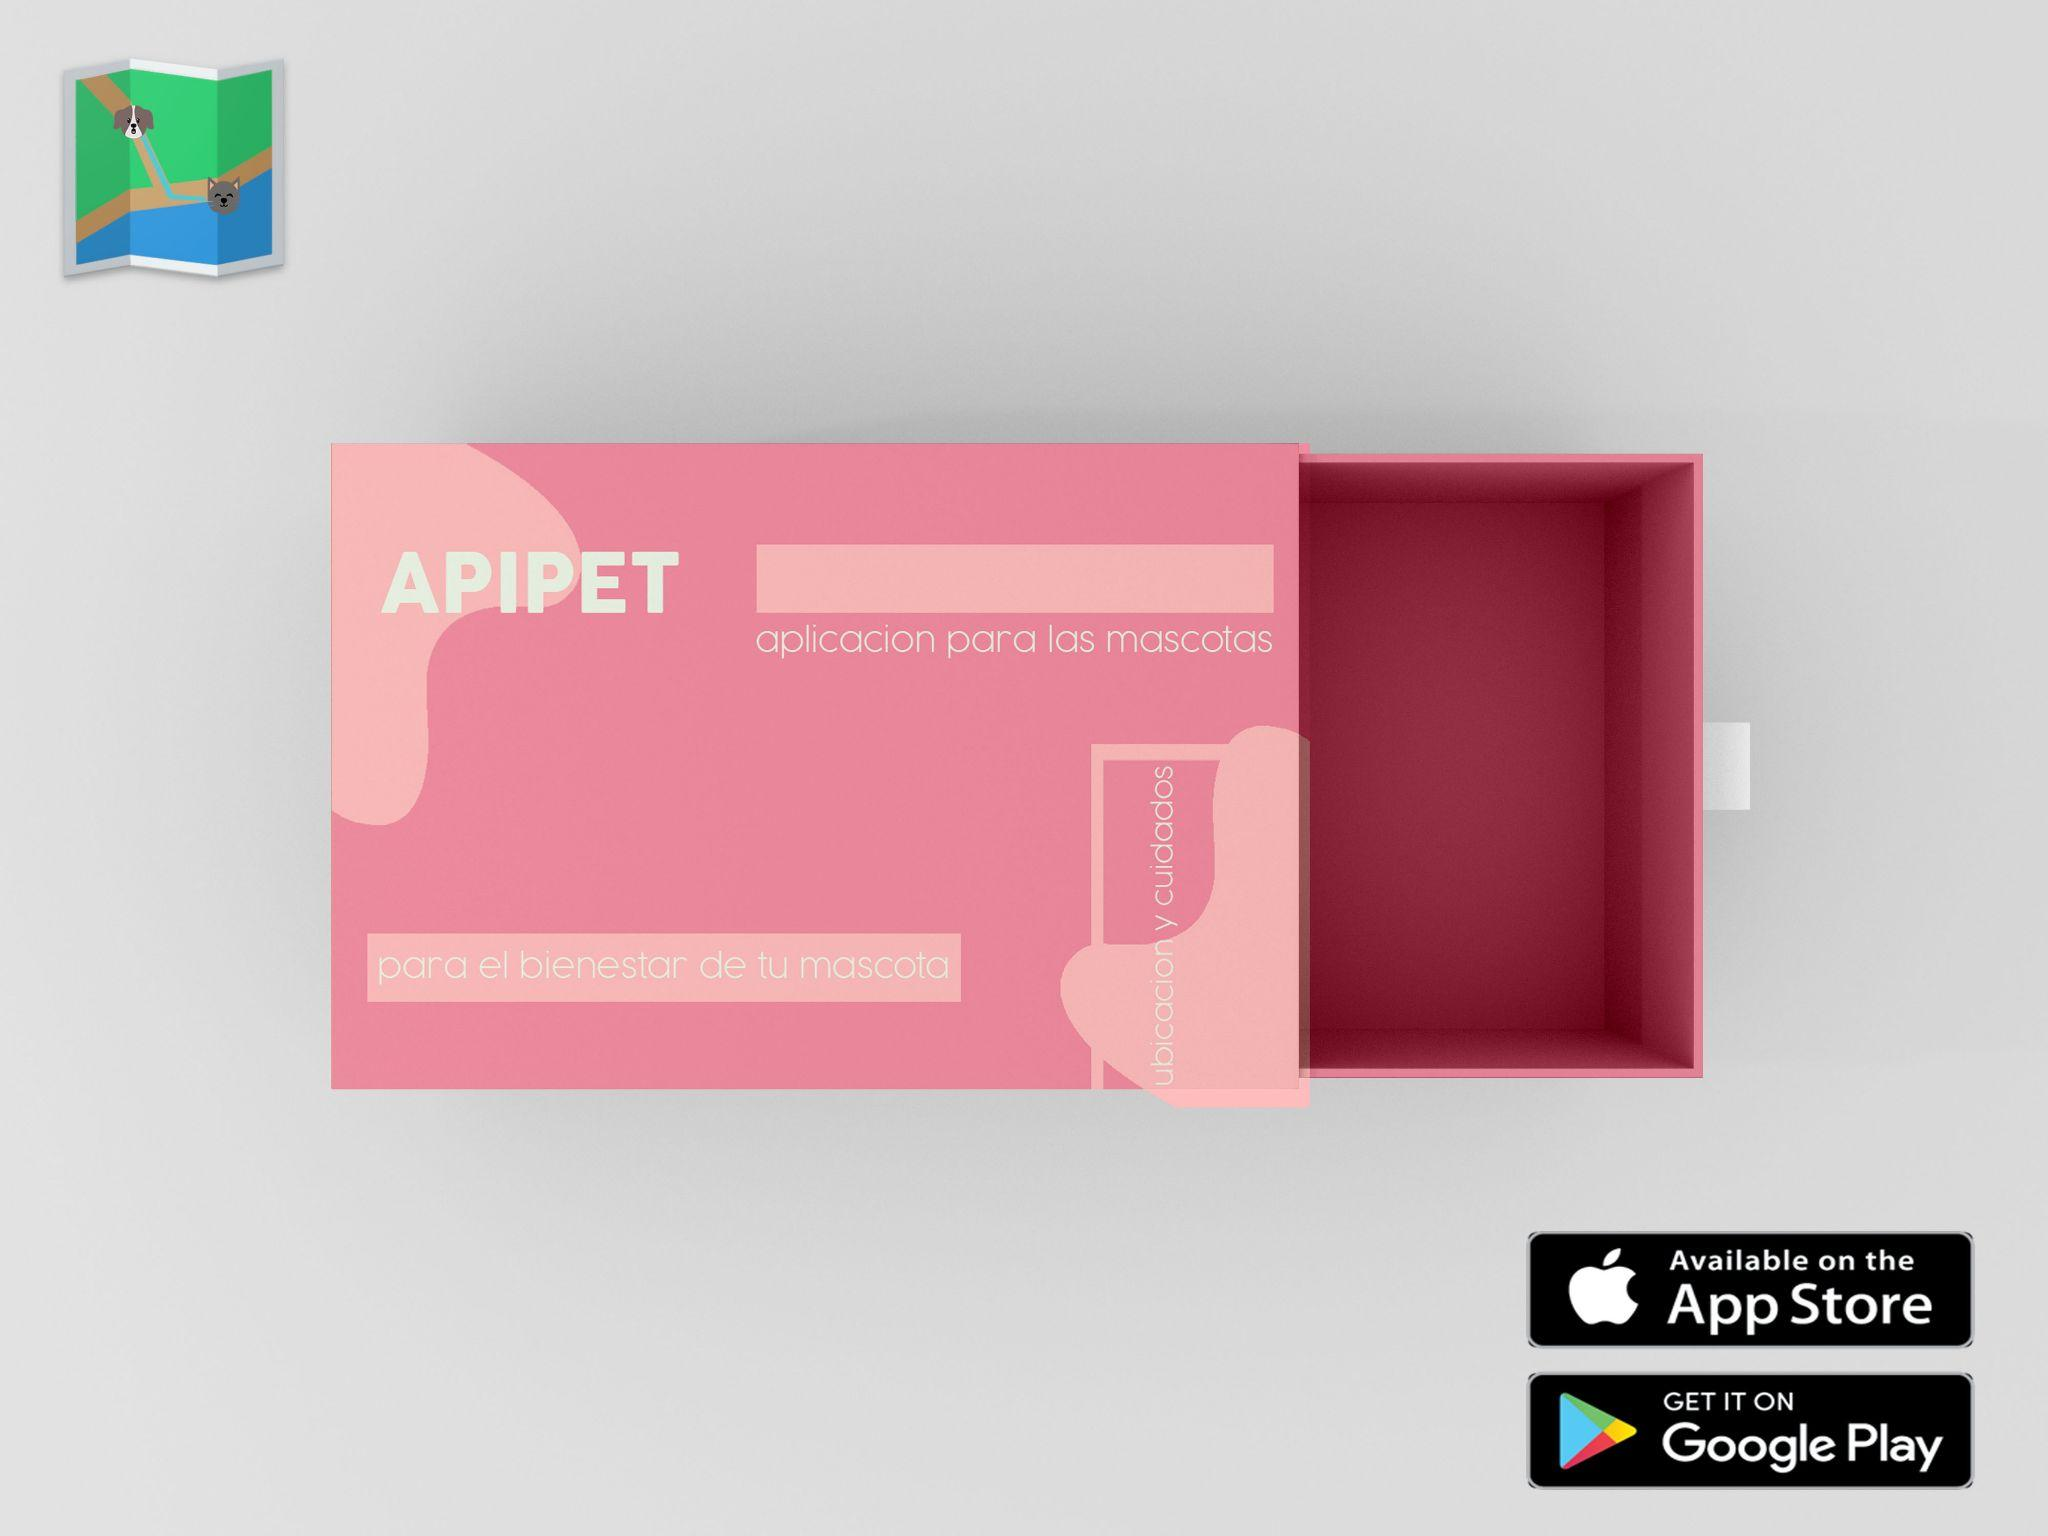 APIPET
aplicacion para las mascotas
ubicacion y cuidados
para el bienestar de tu mascota
Available on the
App Store
GET IT ON
Google Play